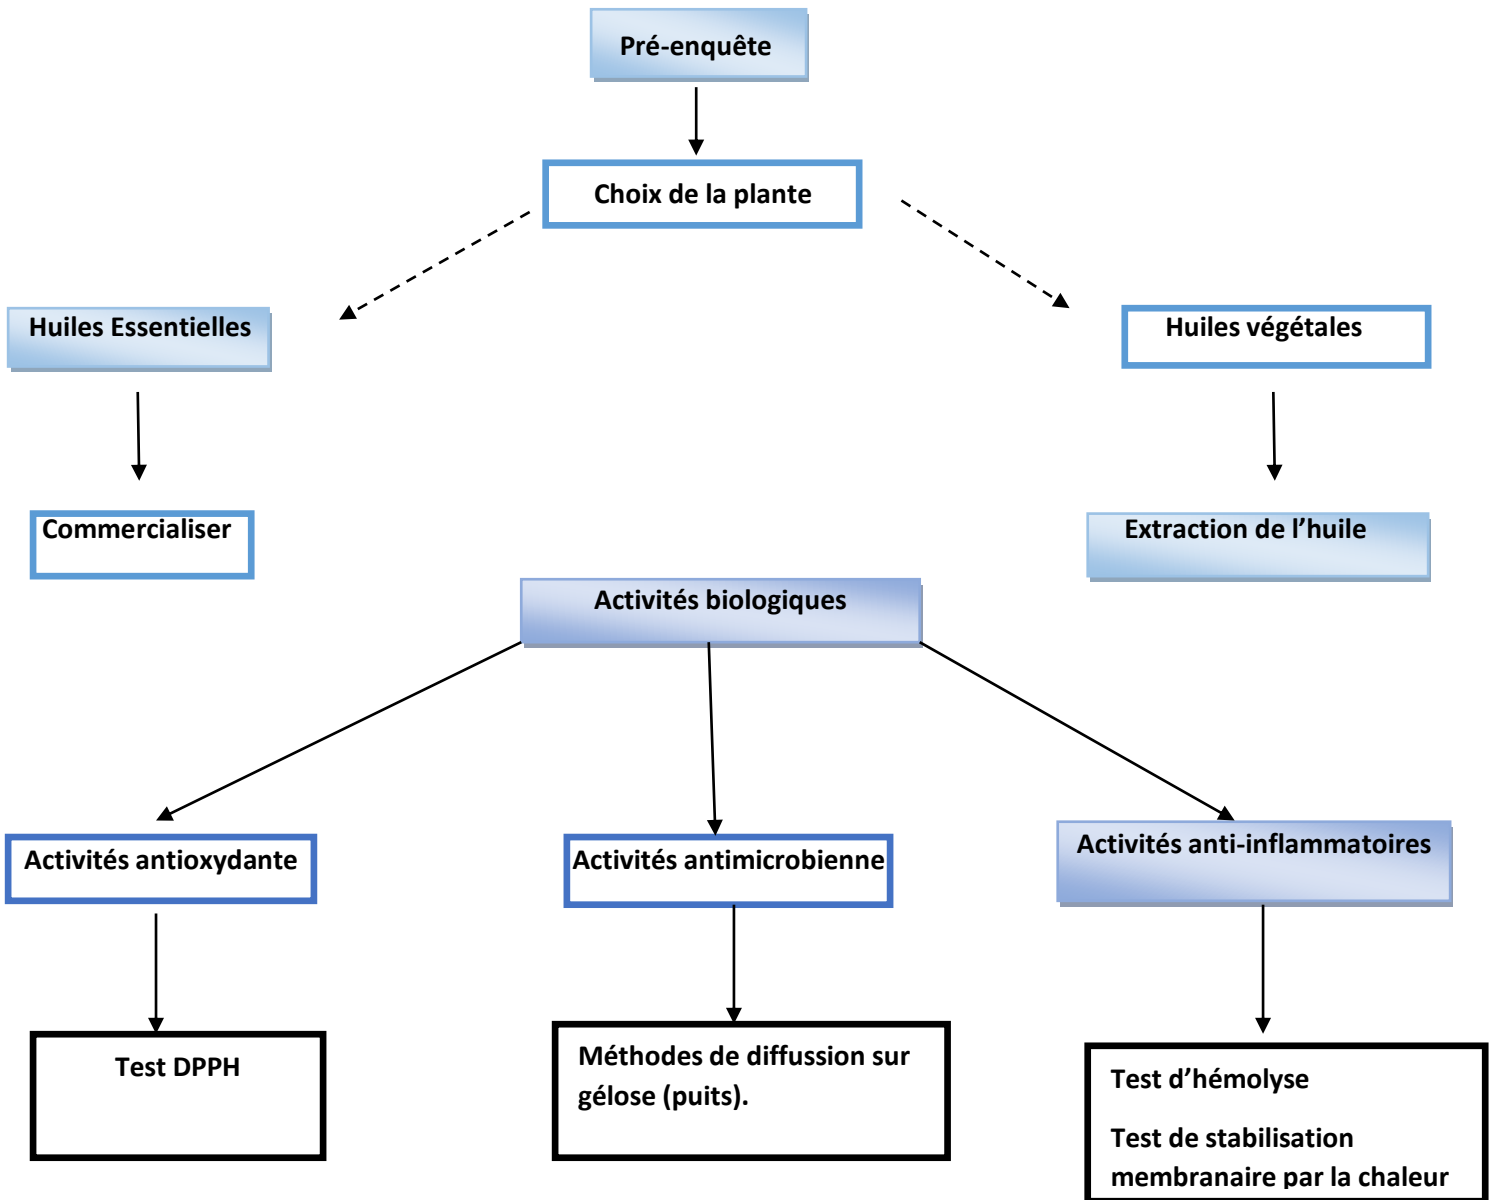 Pré-enquête
Choix de la plante
Huiles Essentielles
Huiles végétales
Commercialiser
Extraction de l’huile
Activités biologiques
Activités antioxydante
Activités antimicrobienne
Activités anti-inflammatoires
Test DPPH
Méthodes de diffusion sur
gélose (puits).
Test d’hémolyse
Test de stabilisation
membranaire par la chaleur